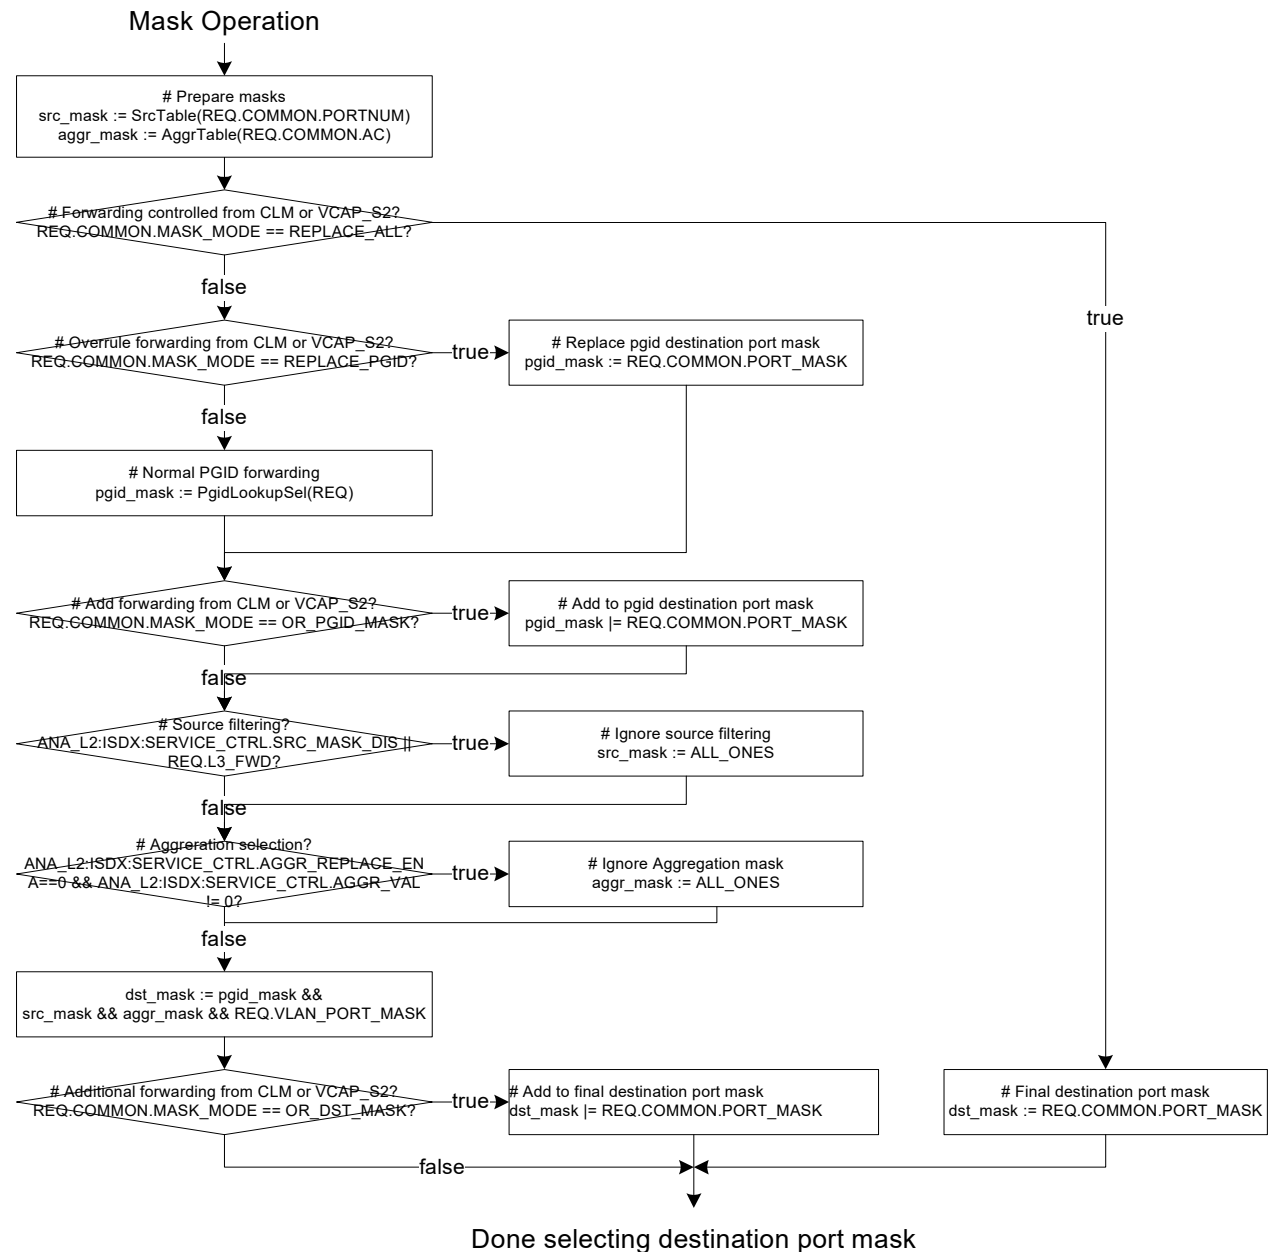 Mask Operation
# Prepare masks
src_mask := SrcTable(REQ.COMMON.PORTNUM)
aggr_mask := AggrTable(REQ.COMMON.AC)
# Forwarding controlled from CLM or VCAP_S2?
REQ.COMMON.MASK_MODE == REPLACE_ALL?
false
true
# Overrule forwarding from CLM or VCAP_S2?
REQ.COMMON.MASK_MODE == REPLACE_PGID?
true
# Replace pgid destination port mask
pgid_mask := REQ.COMMON.PORT_MASK
false
# Normal PGID forwarding
pgid_mask := PgidLookupSel(REQ)
# Add forwarding from CLM or VCAP_S2?
REQ.COMMON.MASK_MODE == OR_PGID_MASK?
true
# Add to pgid destination port mask
pgid_mask |= REQ.COMMON.PORT_MASK
false
# Source filtering?
ANA_L2:ISDX:SERVICE_CTRL.SRC_MASK_DIS ||
REQ.L3_FWD?
true
# Ignore source filtering
src_mask := ALL_ONES
false
# Aggreration selection?
ANA_L2:ISDX:SERVICE_CTRL.AGGR_REPLACE_EN
A==0 && ANA_L2:ISDX:SERVICE_CTRL.AGGR_VAL
!= 0?
true
# Ignore Aggregation mask
aggr_mask := ALL_ONES
false
dst_mask := pgid_mask &&
src_mask && aggr_mask && REQ.VLAN_PORT_MASK
# Additional forwarding from CLM or VCAP_S2?
REQ.COMMON.MASK_MODE == OR_DST_MASK?
true
# Add to final destination port mask
dst_mask |= REQ.COMMON.PORT_MASK
# Final destination port mask
dst_mask := REQ.COMMON.PORT_MASK
false
Done selecting destination port mask